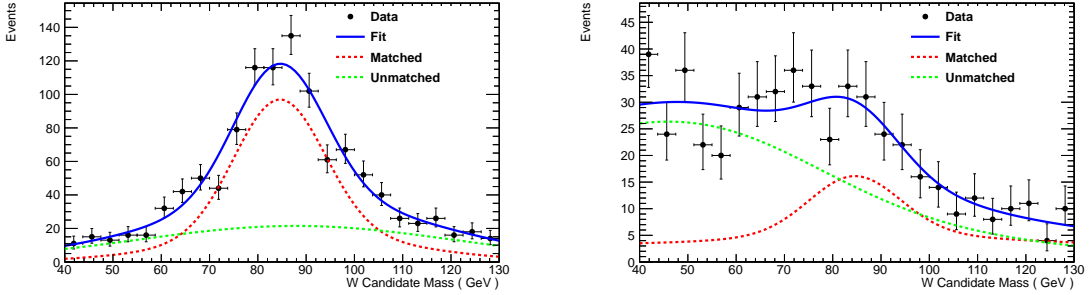 Events
140
120
100
80
60
40
20
0
Data
Fit
Matched
Unmatched
40 50 60 70 80 90 100 110 120 130
W Candidate Mass ( GeV )
Events
45
40
35
30
25
20
15
10
5
0
Data
Fit
Matched
Unmatched
40 50 60 70 80 90 100 110 120 130
W Candidate Mass ( GeV )